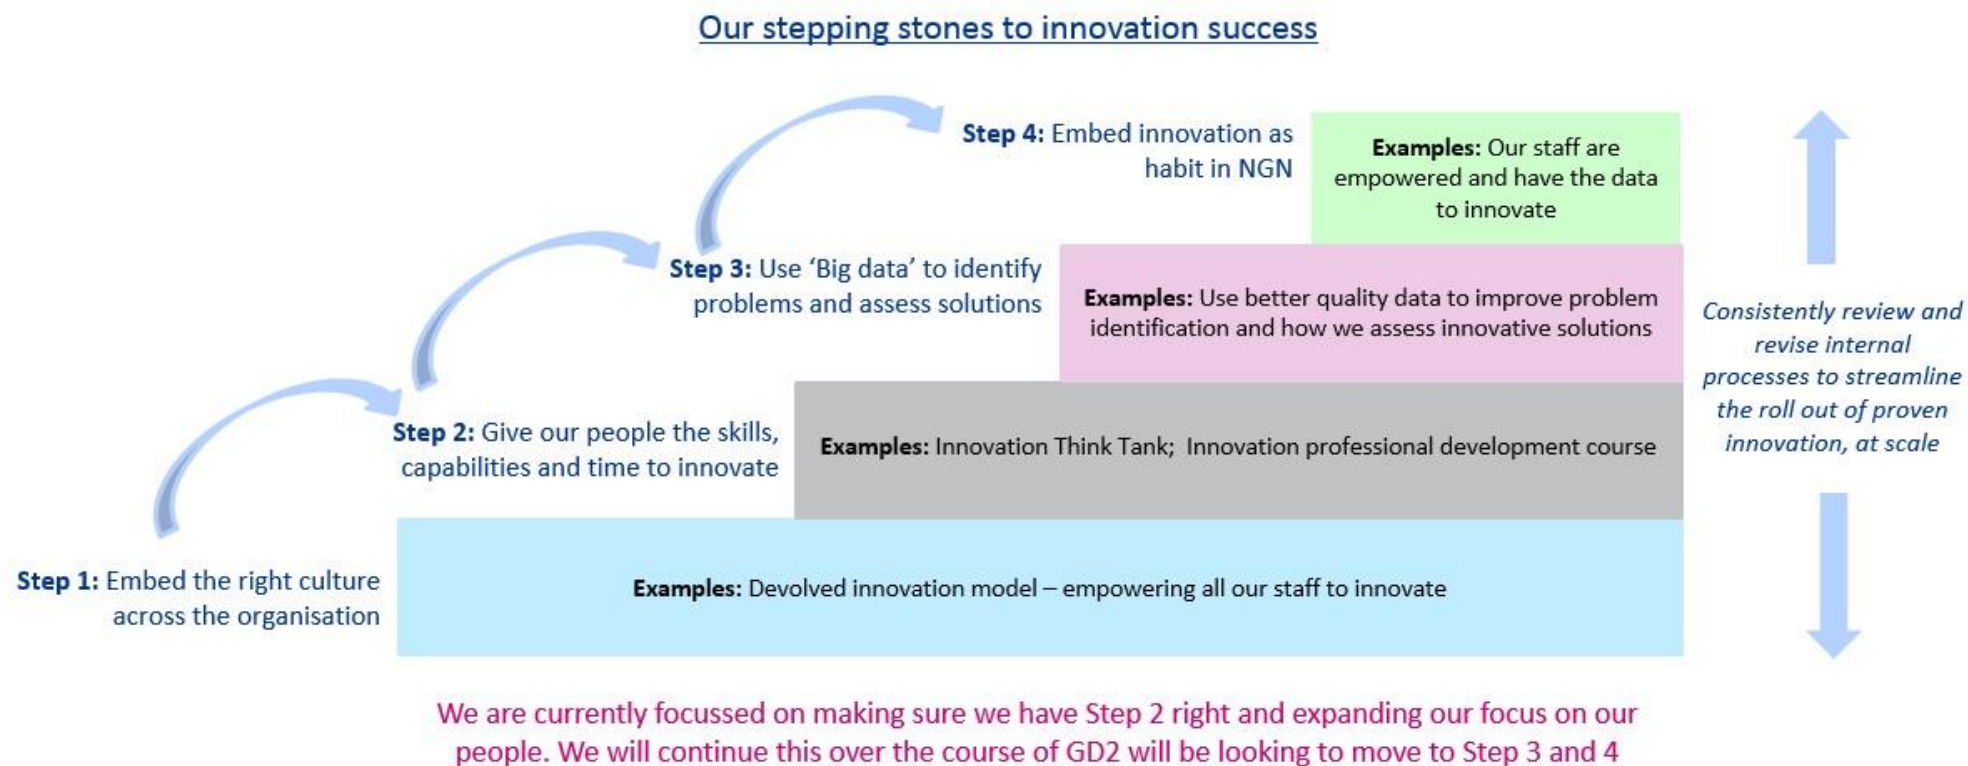 Our stepping stones to innovation success
Step 4: Embed innovation as
habit in NGN
Examples: Our staff are
empowered and have the data
to innovate
Step 3: Use ‘Big data’ to identify
problems and assess solutions
Examples: Use better quality data to improve problem
identification and how we assess innovative solutions
Step 2: Give our people the skills,
capabilities and time to innovate
Examples: Innovation Think Tank;  Innovation professional development course
Step 1: Embed the right culture
across the organisation
Examples: Devolved innovation model – empowering all our staff to innovate
Consistently review and
revise internal
processes to streamline
the roll out of proven
innovation, at scale
We are currently focussed on making sure we have Step 2 right and expanding our focus on our
people. We will continue this over the course of GD2 will be looking to move to Step 3 and 4